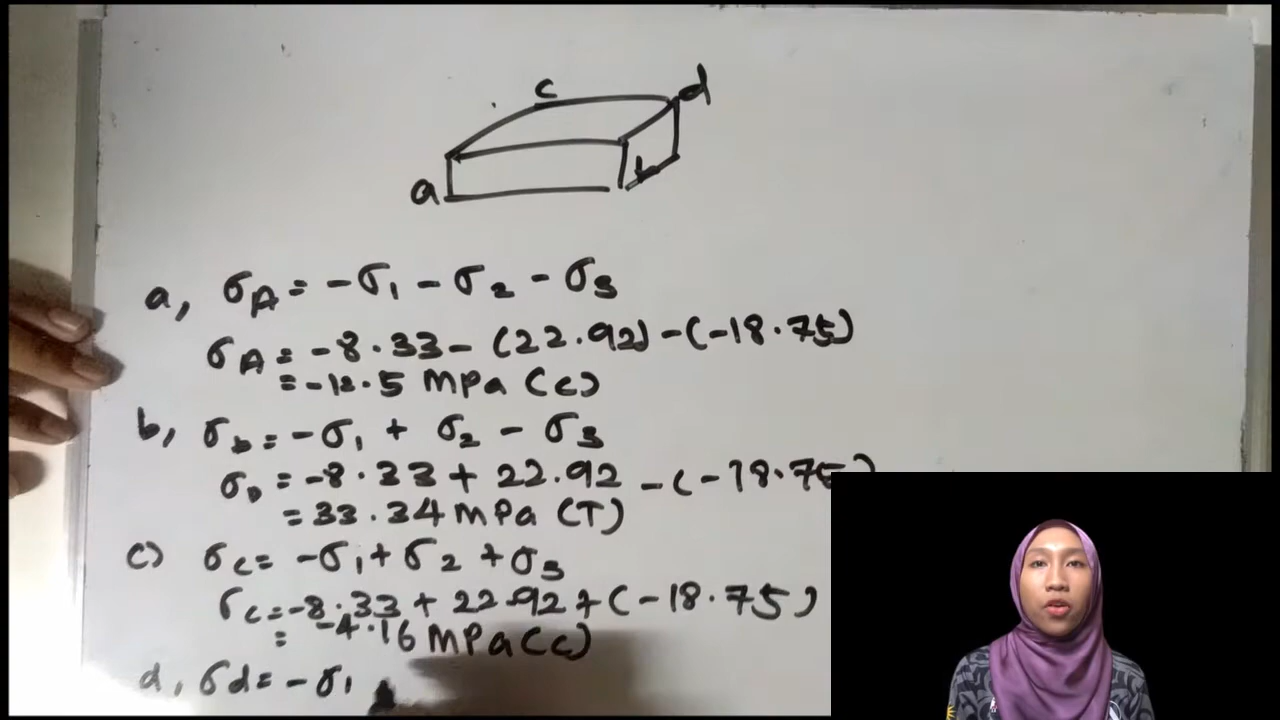 c
d
b
a
a, σA = -σ1 - σ2 - σ3
σA = -8.33 - (22.92) - (-18.75)
= -12.5 MPa (C)
b, σb = -σ1 + σ2 - σ3
σb = -8.33 + 22.92 - (-18.75)
= 33.34 MPa (T)
c) σc = -σ1 + σ2 + σ3
σc = -8.33 + 22.92 + (-18.75)
= -4.16 MPa (C)
d, σd = -σ1